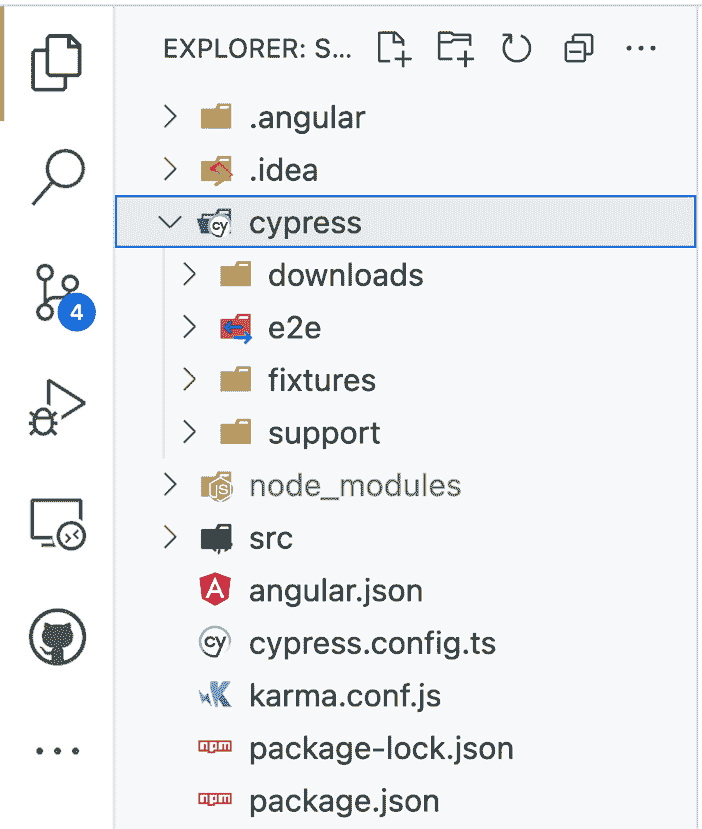 EXPLORER: S...
.angular
.idea
cypress
downloads
4
e2e
fixtures
support
node_modules
src
angular.json
cypress.config.ts
karma.conf.js
package-lock.json
package.json